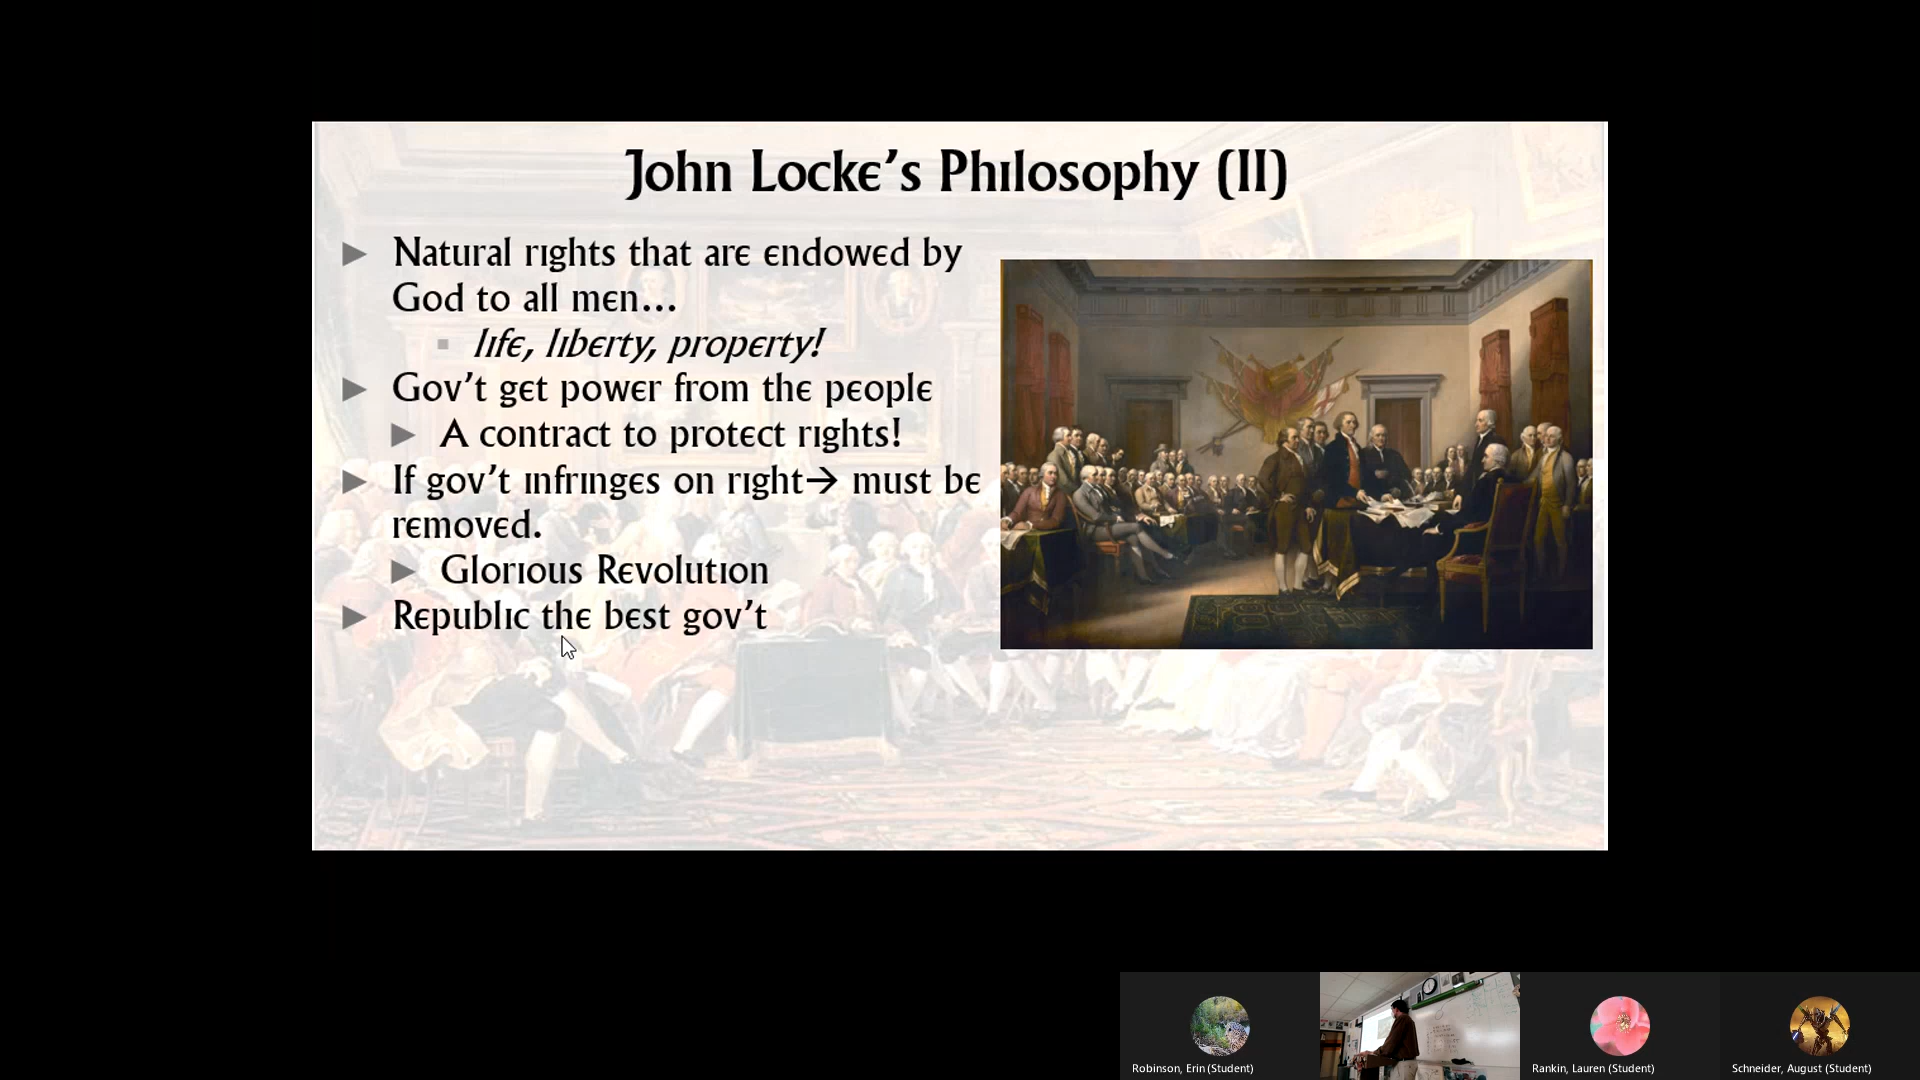 John Locke's Philosophy (II)
► Natural rights that are endowed by
God to all men...
▪ life, liberty, property!
► Gov't get power from the people
► A contract to protect rights!
► If gov't infringes on right→ must be
removed.
► Glorious Revolution
► Republic the best gov't
Robinson, Erin (Student)
Rankin, Lauren (Student)
Schneider, August (Student)